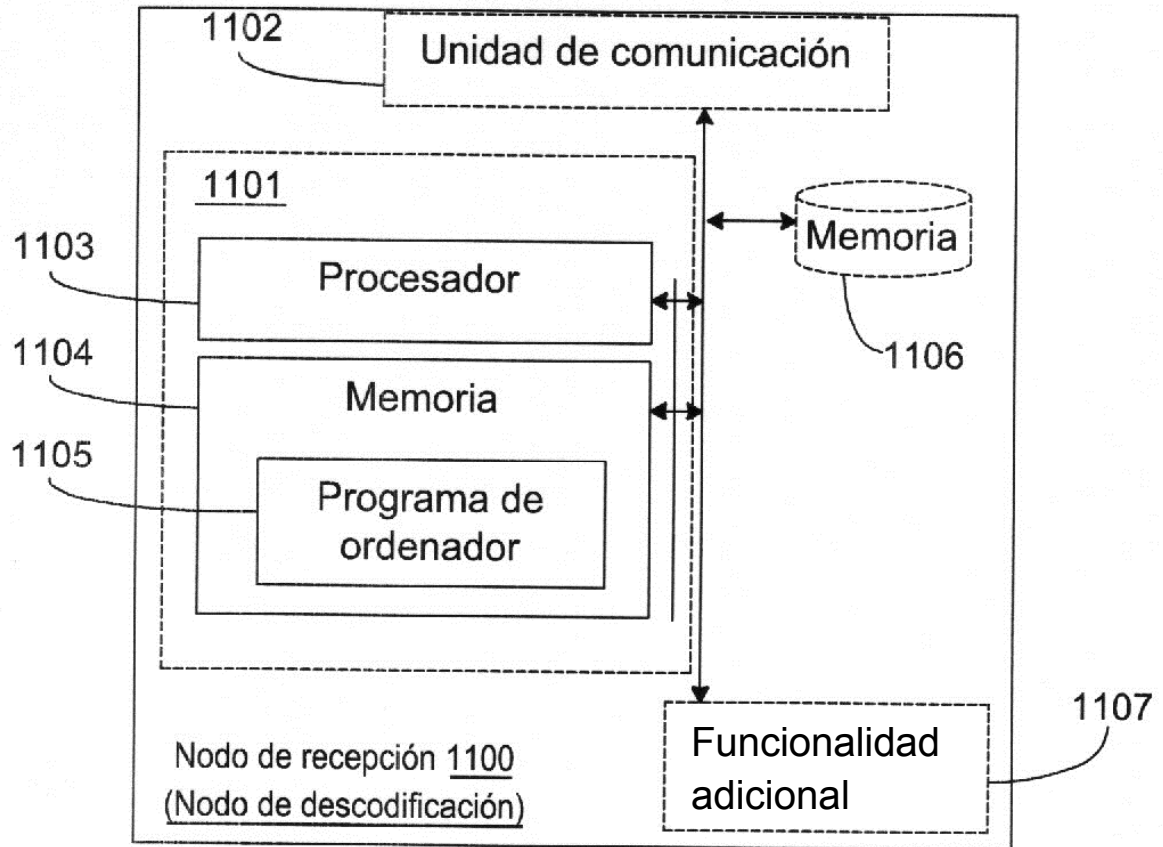 1102
Unidad de comunicación
1101
1103
Procesador
Memoria
1106
1104
Memoria
1105
Programa de
ordenador
1107
Funcionalidad
adicional
Nodo de recepción 1100
(Nodo de descodificación)